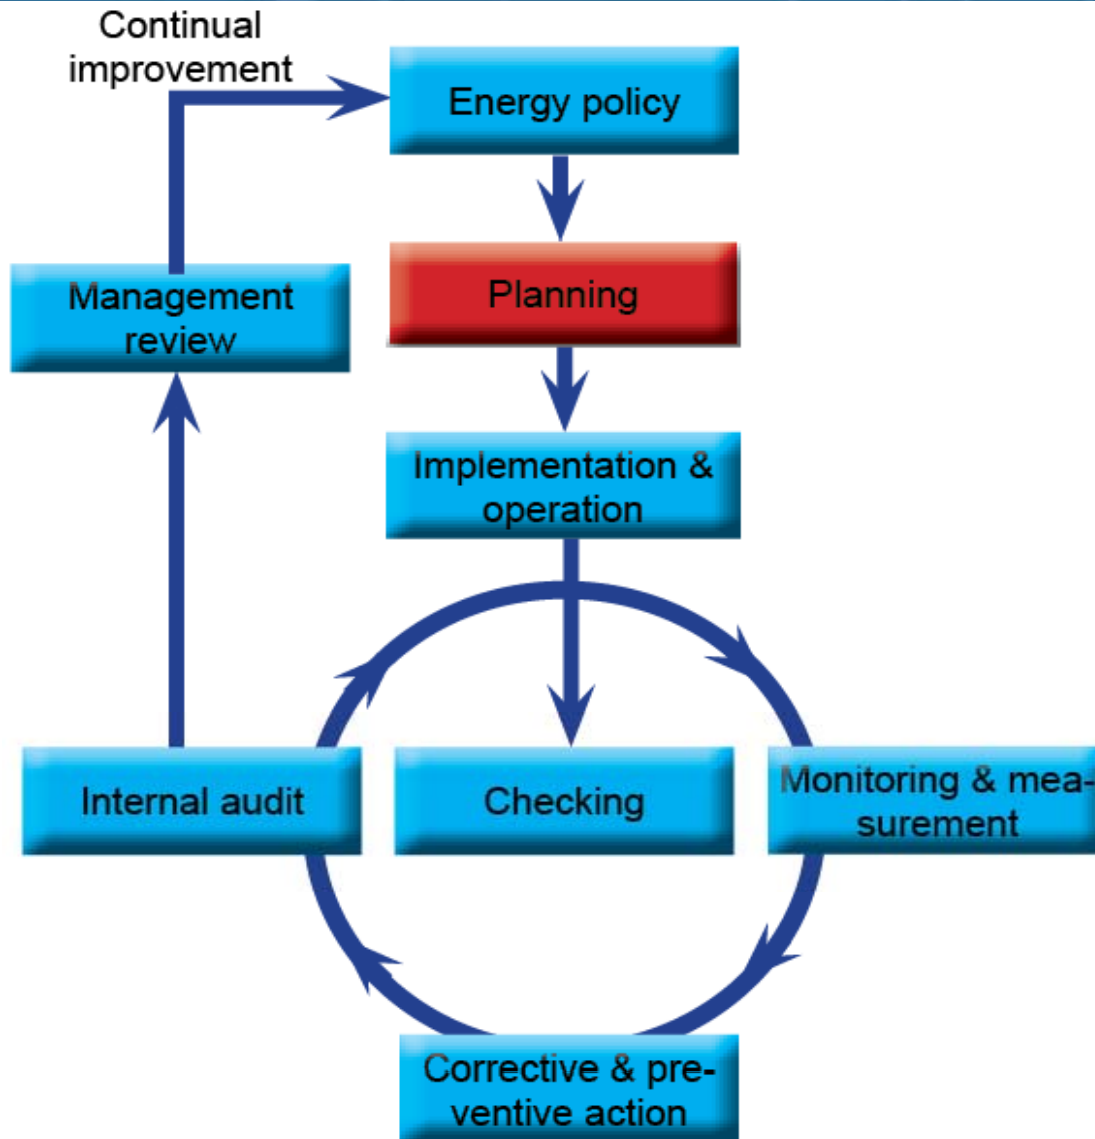 Continual
improvement
Energy policy
Planning
Management
review
Implementation &
operation
Internal audit
Checking
Monitoring & mea-
surement
Corrective & pre-
ventive action